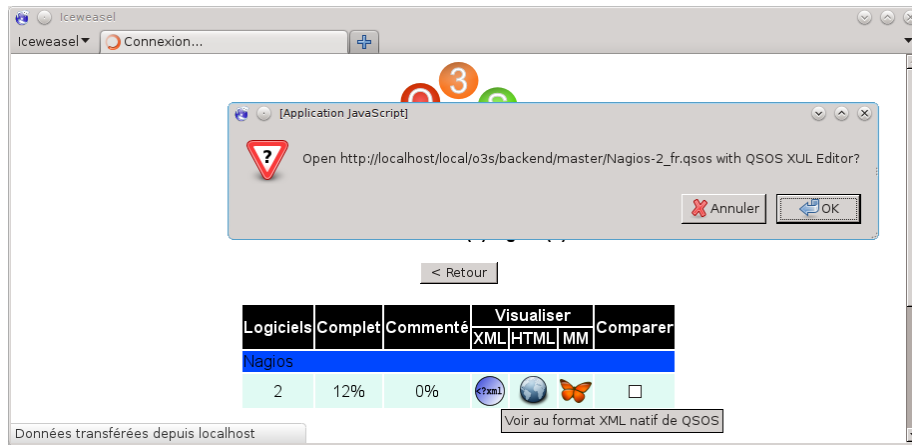 Iceweasel
Iceweasel
Connexion...
3
[Application JavaScript]
?
Open http://localhost/local/o3s/backend/master/Nagios-2_fr.qsos with QSOS XUL Editor?
Annuler
OK
< Retour
Logiciels Complet Commenté Visualiser Comparer
XML HTML MM
Nagios
2 12% 0% <?xml)
Voir au format XML natif de QSOS
Données transférées depuis localhost